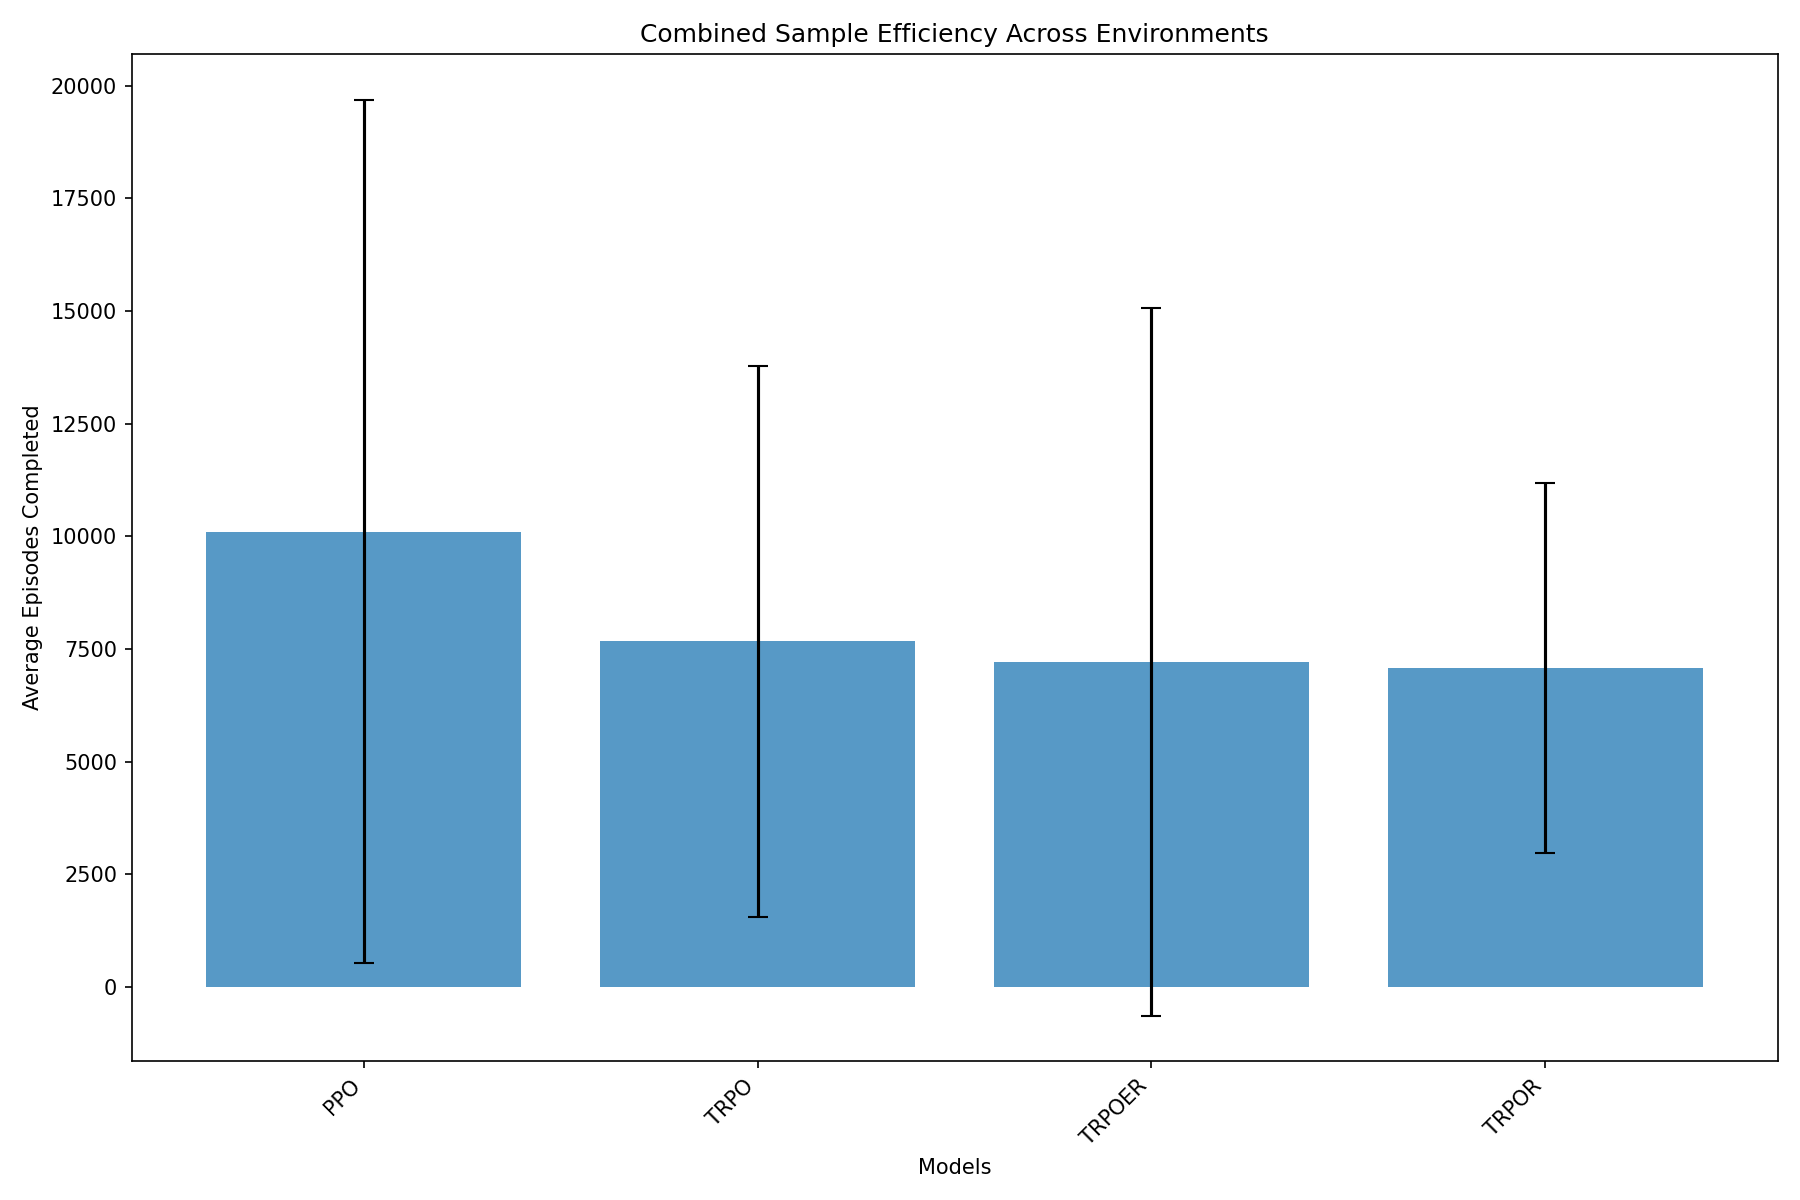 Combined Sample Efficiency Across Environments
Average Episodes Completed
20000
17500
15000
12500
10000
7500
5000
2500
0
PPO
TRPO
TRPOER
TRPOR
Models